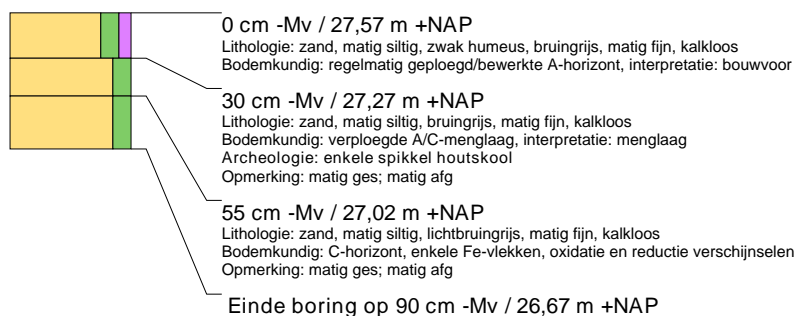 0 cm -Mv / 27,57 m +NAP
Lithologie: zand, matig siltig, zwak humeus, bruingrijs, matig fijn, kalkloos
Bodemkundig: regelmatig geploegd/bewerkte A-horizont, interpretatie: bouwvoor
30 cm -Mv / 27,27 m +NAP
Lithologie: zand, matig siltig, bruingrijs, matig fijn, kalkloos
Bodemkundig: verploegde A/C-menglaag, interpretatie: menglaag
Archeologie: enkele spikkel houtskool
Opmerking: matig ges; matig afg
55 cm -Mv / 27,02 m +NAP
Lithologie: zand, matig siltig, lichtbruingrijs, matig fijn, kalkloos
Bodemkundig: C-horizont, enkele Fe-vlekken, oxidatie en reductie verschijnselen
Opmerking: matig ges; matig afg
Einde boring op 90 cm -Mv / 26,67 m +NAP